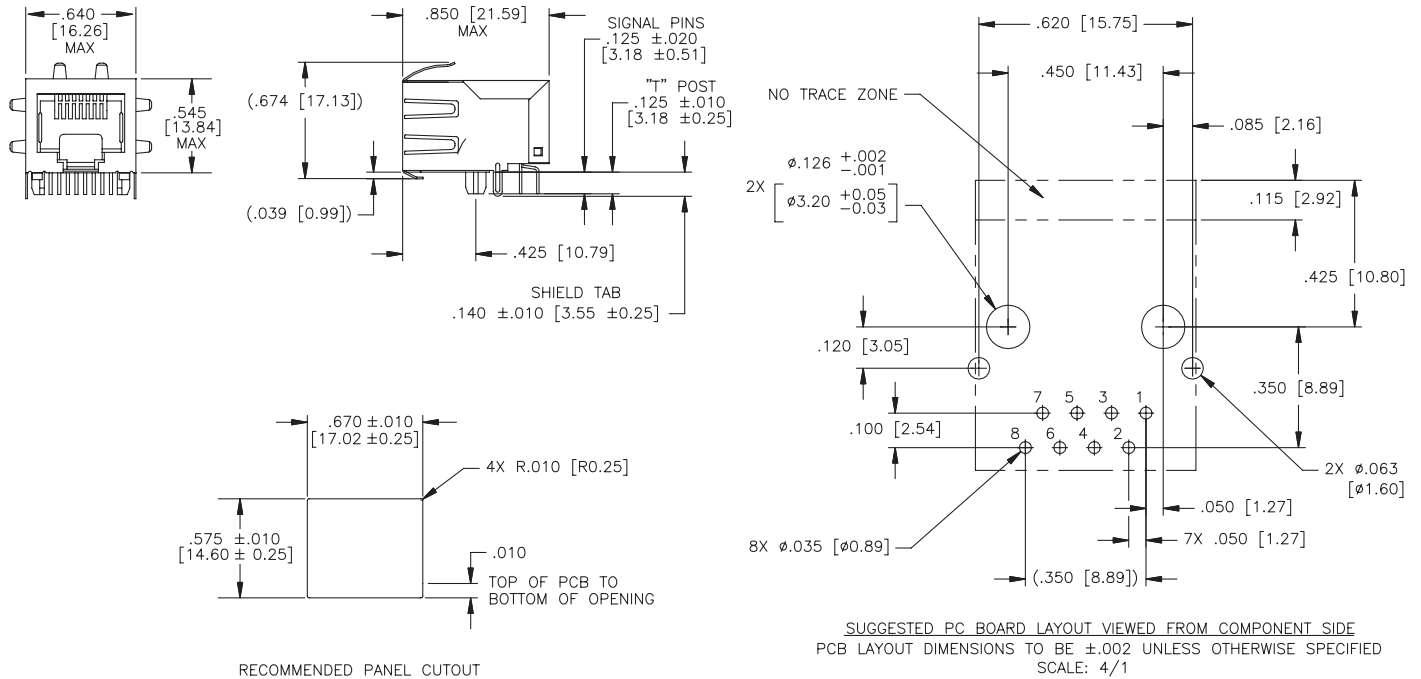 .640
[16.26]
MAX
.545
[13.84]
MAX
.850 [21.59]
MAX
(.674 [17.13])
(.039 [0.99])
SIGNAL PINS
.125 ±.020
[3.18 ±0.51]
"T" POST
.125 ±.010
[3.18 ±0.25]
.425 [10.79]
SHIELD TAB
.140 ±.010 [3.55 ±0.25]
.670 ±.010
[17.02 ±0.25]
4X R.010 [R0.25]
.575 ±.010
[14.60 ± 0.25]
.010
TOP OF PCB TO
BOTTOM OF OPENING
RECOMMENDED PANEL CUTOUT
.620 [15.75]
.450 [11.43]
NO TRACE ZONE
.085 [2.16]
ø.126 +.002
-.001
2X
[ø3.20 +0.05
-0.03]
.115 [2.92]
.425 [10.80]
.120 [3.05]
.350 [8.89]
7 5 3 1
.100 [2.54]
8 6 4 2
2X ø.063
[ø1.60]
.050 [1.27]
8X ø.035 [ø0.89]
7X .050 [1.27]
(.350 [8.89])
SUGGESTED PC BOARD LAYOUT VIEWED FROM COMPONENT SIDE
PCB LAYOUT DIMENSIONS TO BE ±.002 UNLESS OTHERWISE SPECIFIED
SCALE: 4/1